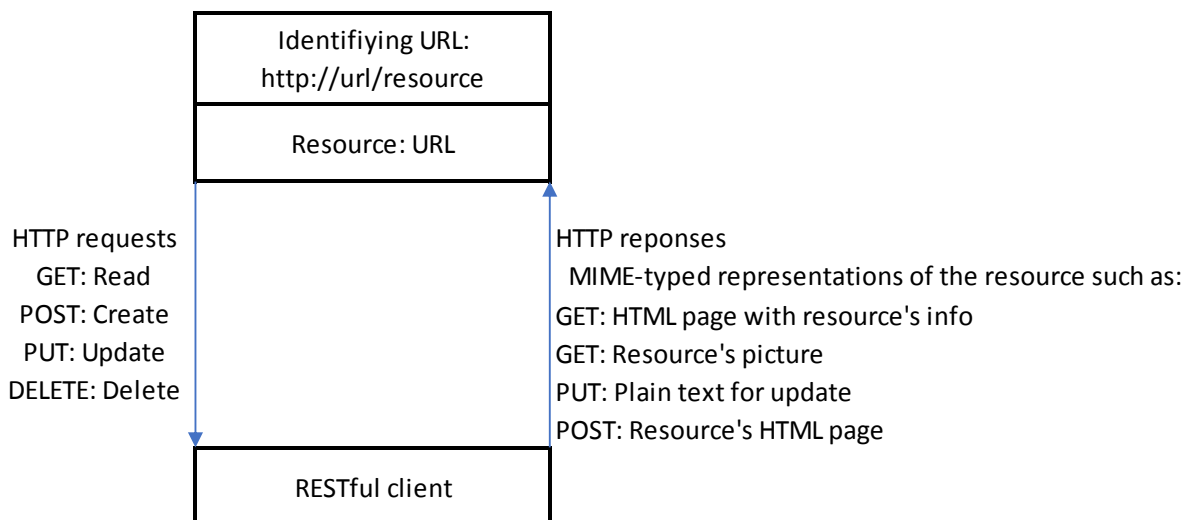 Identifiying URL:
http://url/resource
Resource: URL
HTTP requests
GET: Read
POST: Create
PUT: Update
DELETE: Delete
HTTP reponses
MIME-typed representations of the resource such as:
GET: HTML page with resource's info
GET: Resource's picture
PUT: Plain text for update
POST: Resource's HTML page
RESTful client